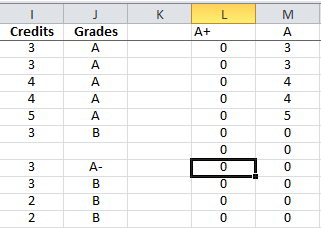 I J K L M
Credits Grades A+ A
3 A 0 3
3 A 0 3
4 A 0 4
4 A 0 4
5 A 0 5
3 B 0 0
0 0
3 A- 0 0
3 B 0 0
2 B 0 0
2 B 0 0